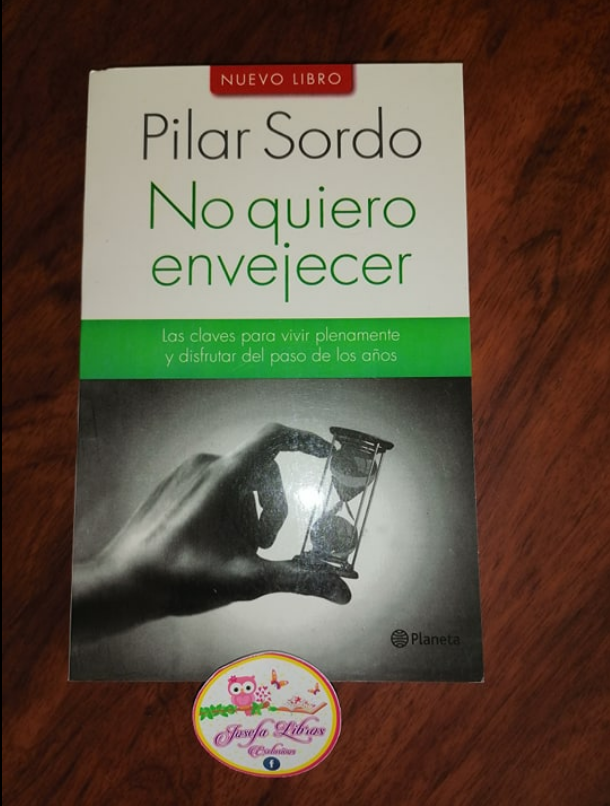 NUEVO LIBRO
Pilar Sordo
No quiero
envejecer
Las claves para vivir plenamente
y disfrutar del paso de los años
Planeta
Josefa Libros
f